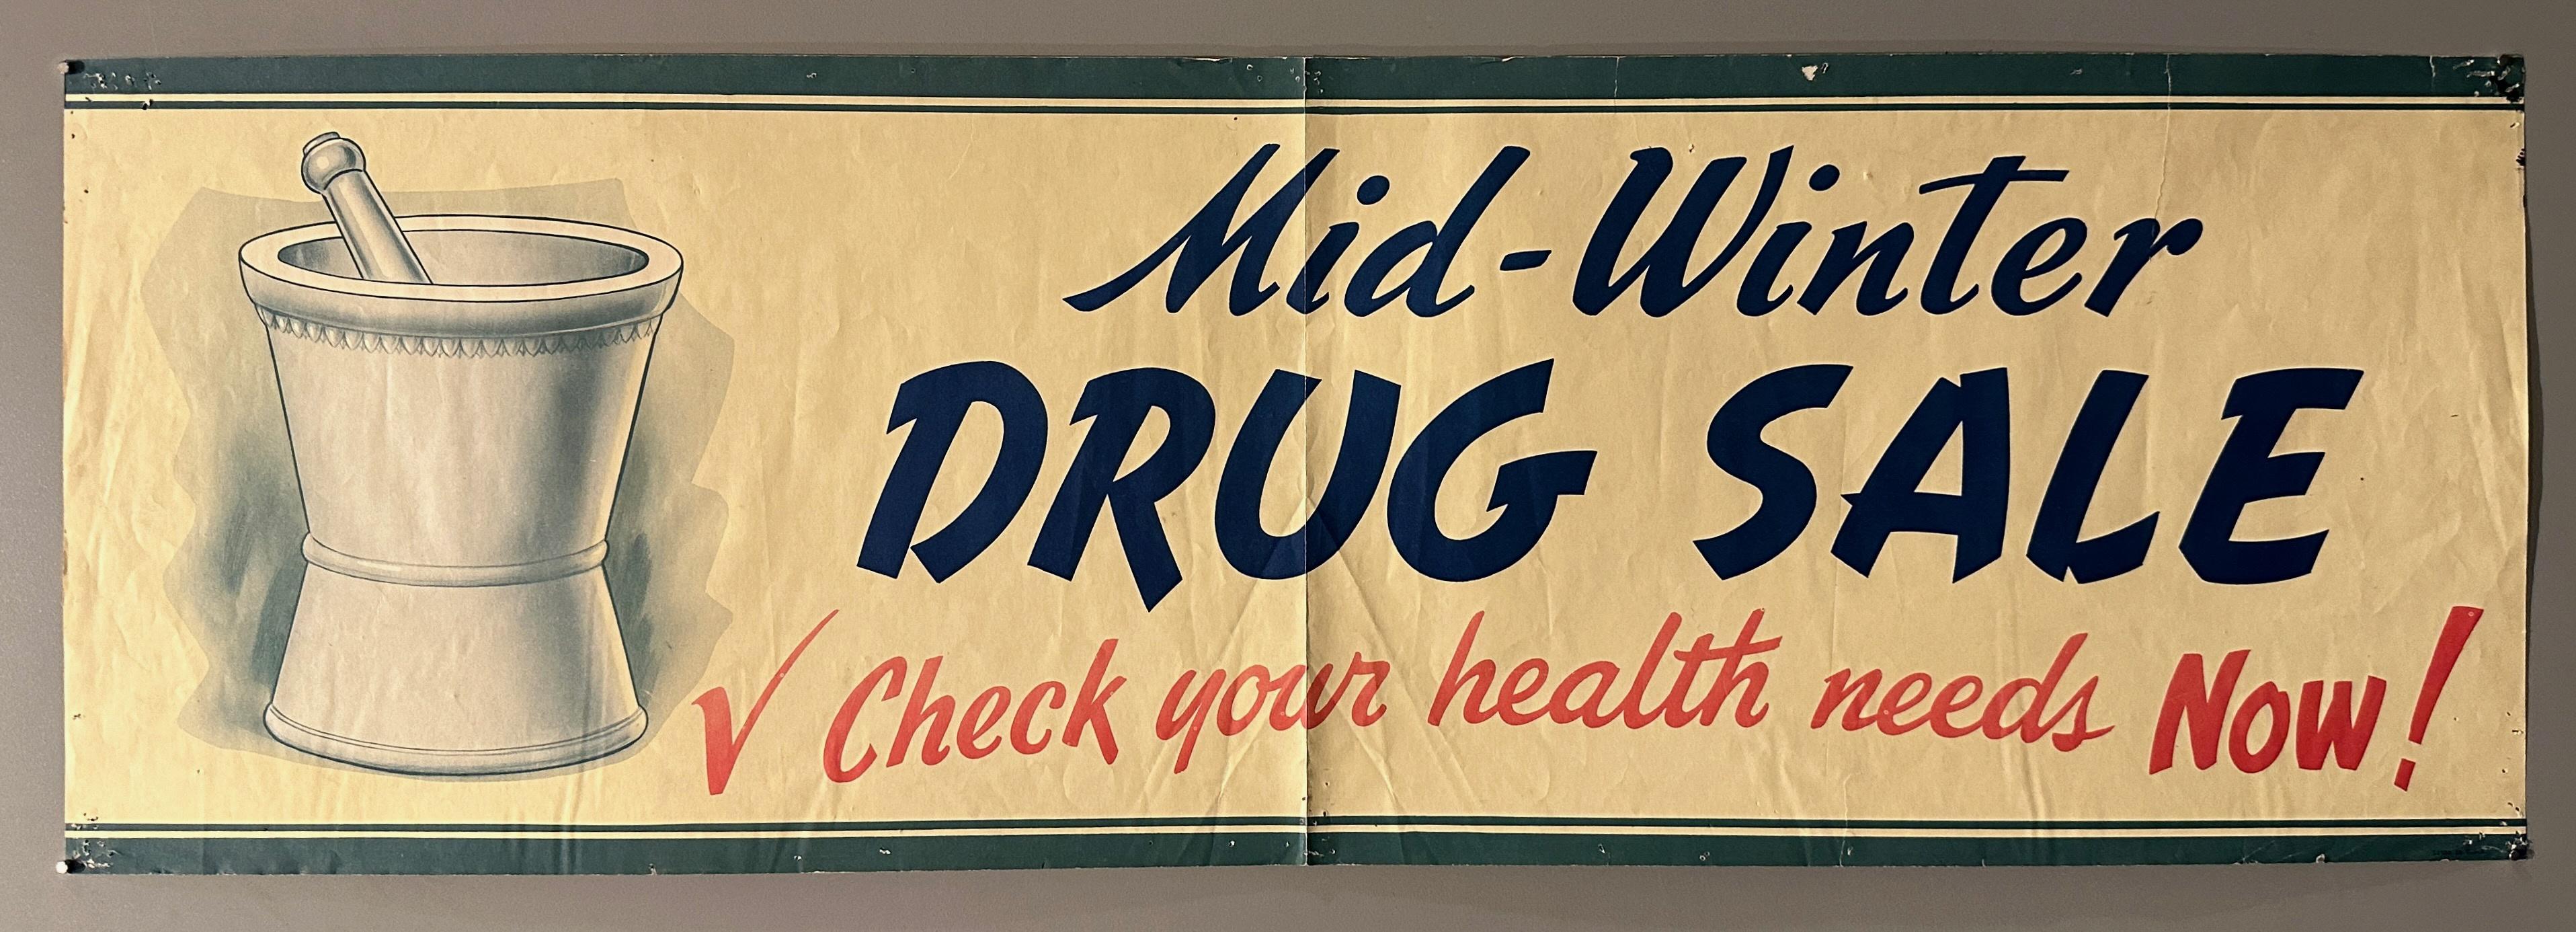 Mid-Winter
DRUG SALE
✓ Check your health needs Now!